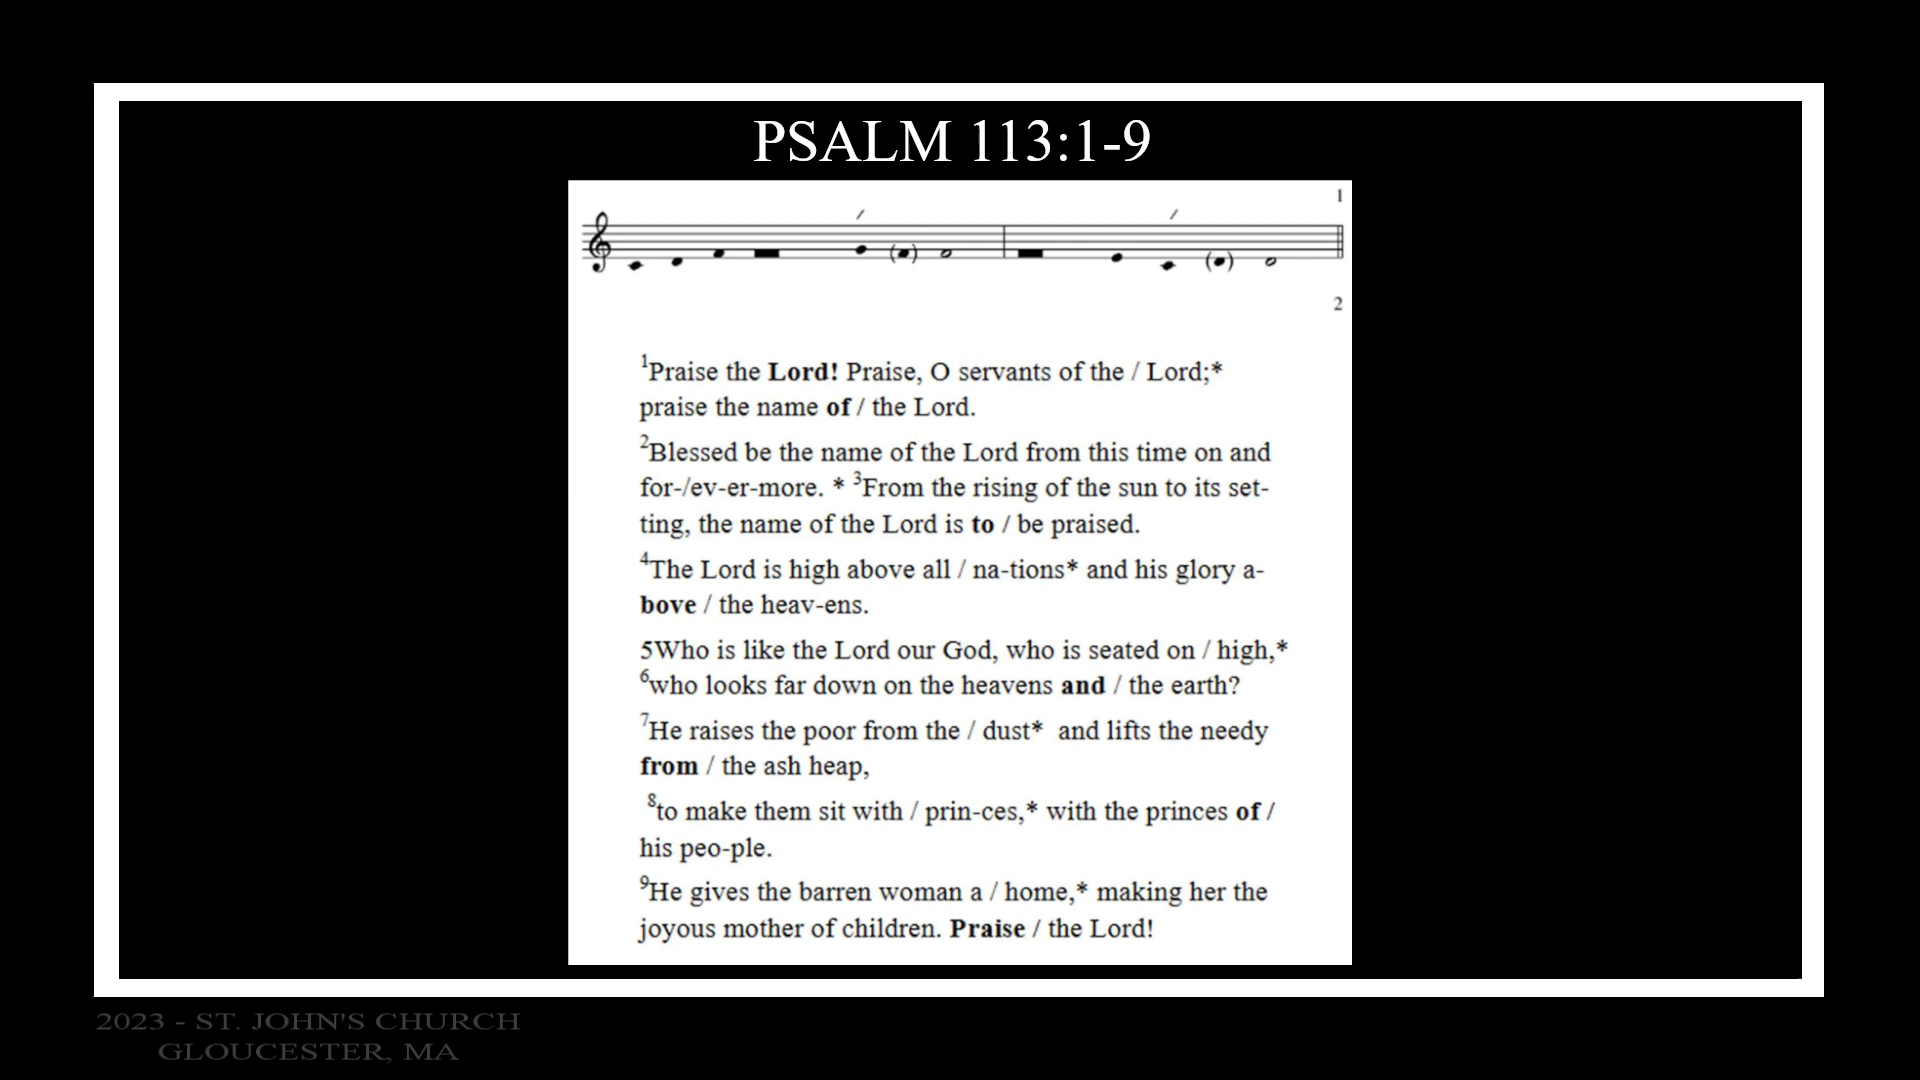 PSALM 113:1-9
1
2
¹Praise the Lord! Praise, O servants of the / Lord;*
praise the name of / the Lord.
²Blessed be the name of the Lord from this time on and
for-/ev-er-more. * ³From the rising of the sun to its set-
ting, the name of the Lord is to / be praised.
⁴The Lord is high above all / na-tions* and his glory a-
bove / the heav-ens.
5Who is like the Lord our God, who is seated on / high,*
⁶who looks far down on the heavens and / the earth?
⁷He raises the poor from the / dust* and lifts the needy
from / the ash heap,
⁸to make them sit with / prin-ces,* with the princes of /
his peo-ple.
⁹He gives the barren woman a / home,* making her the
joyous mother of children. Praise / the Lord!
2023 - ST. JOHN'S CHURCH
GLOUCESTER, MA